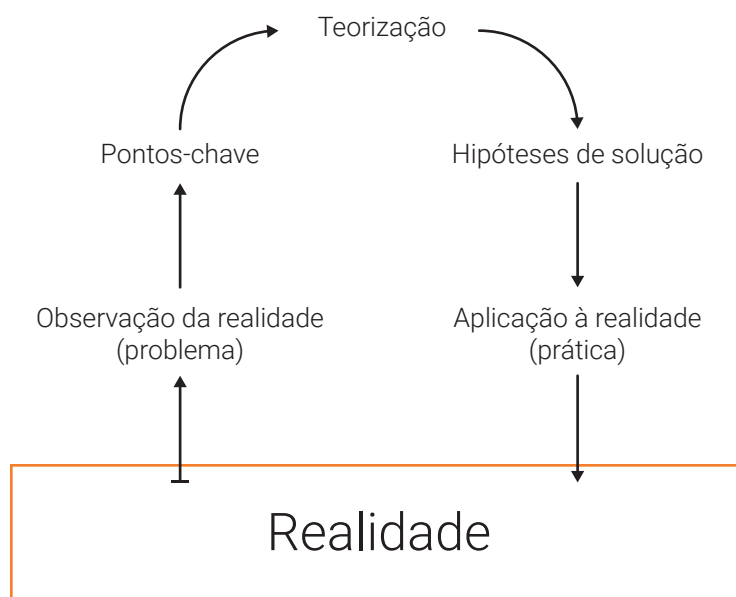 Teorização
Pontos-chave
Hipóteses de solução
Observação da realidade
(problema)
Aplicação à realidade
(prática)
Realidade